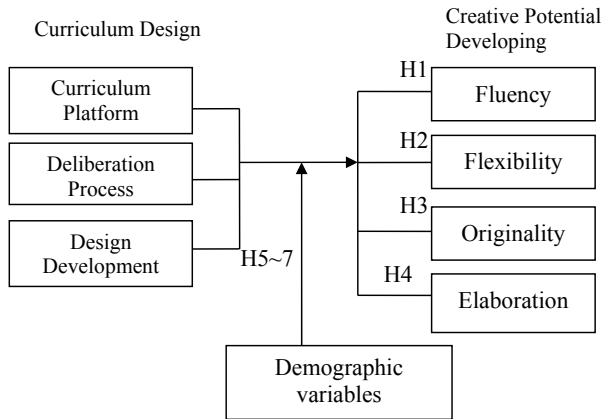 Curriculum Design
Creative Potential
Developing
Curriculum
Platform
Deliberation
Process
Design
Development
H1
Fluency
H2
Flexibility
H3
Originality
H4
Elaboration
H5~7
Demographic
variables